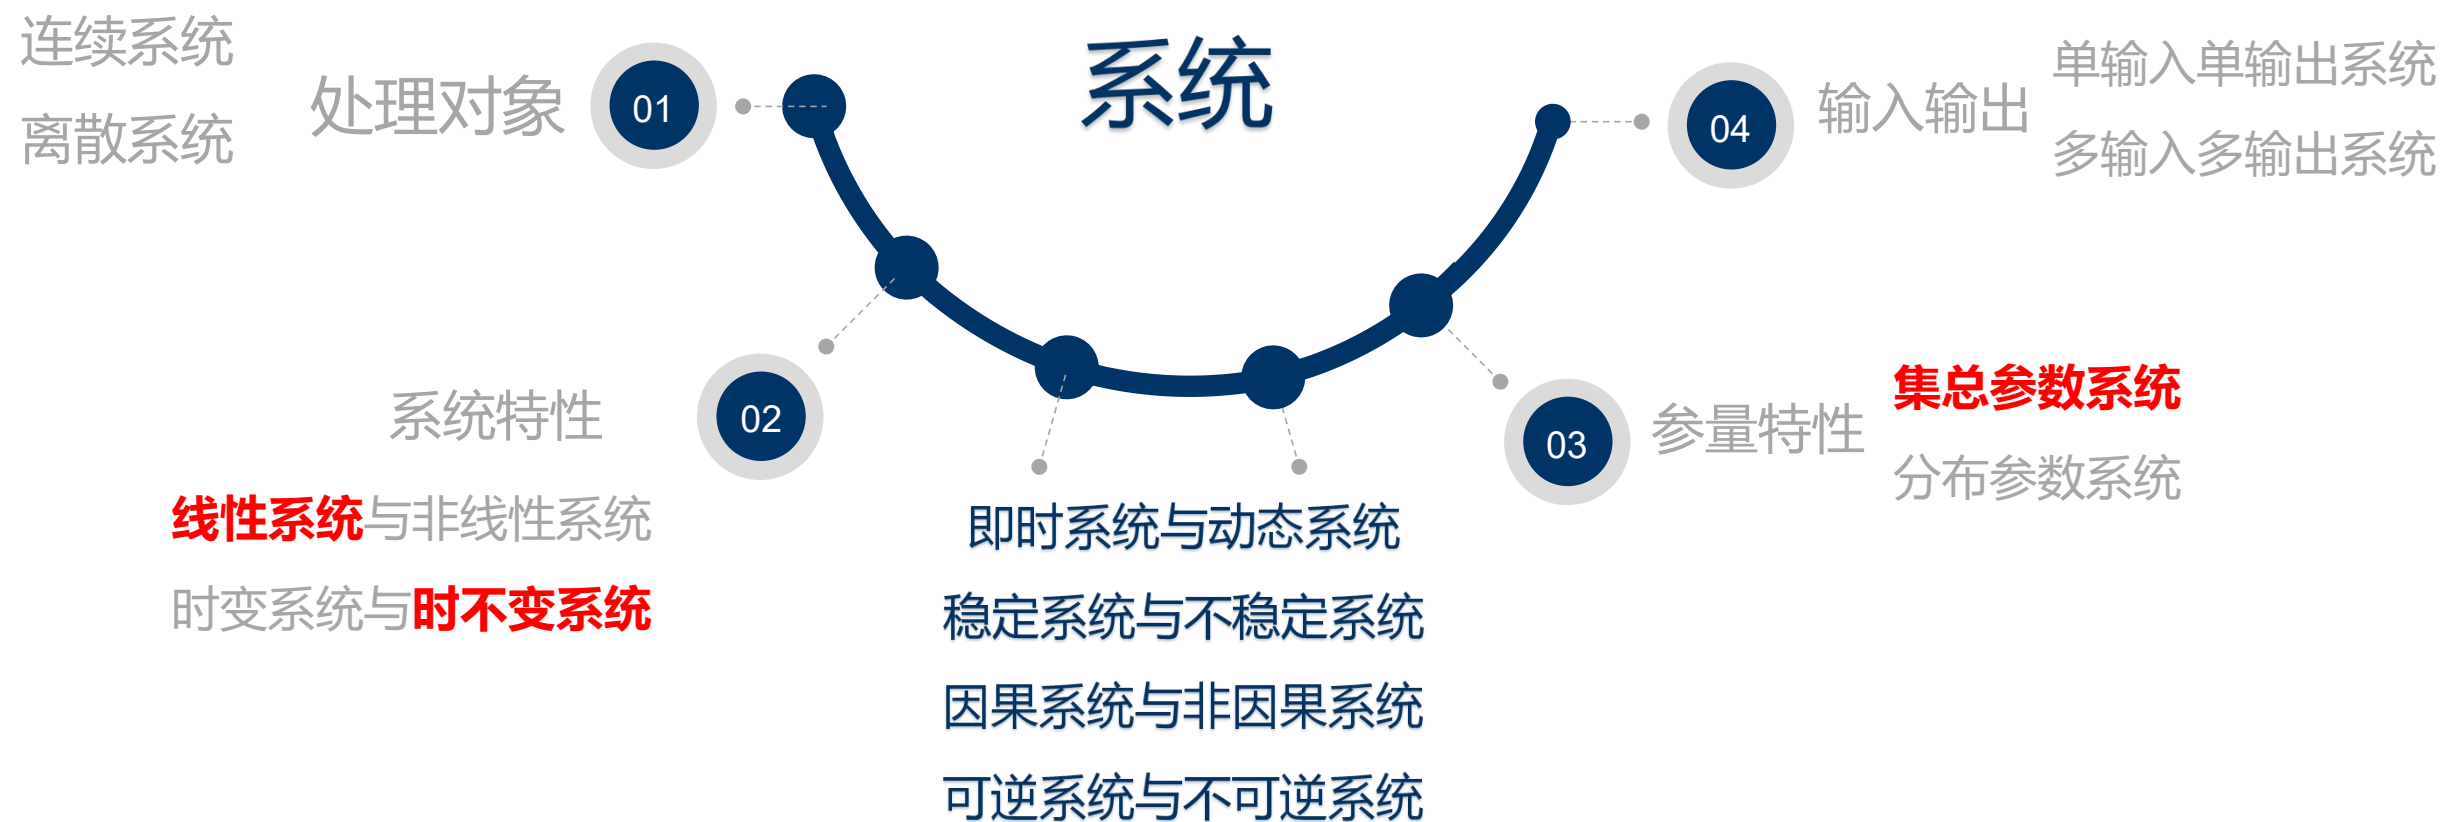 系统
连续系统
离散系统
处理对象
01
系统特性
02
线性系统与非线性系统
时变系统与时不变系统
即时系统与动态系统
稳定系统与不稳定系统
因果系统与非因果系统
可逆系统与不可逆系统
03
参量特性
集总参数系统
分布参数系统
04
输入输出
单输入单输出系统
多输入多输出系统